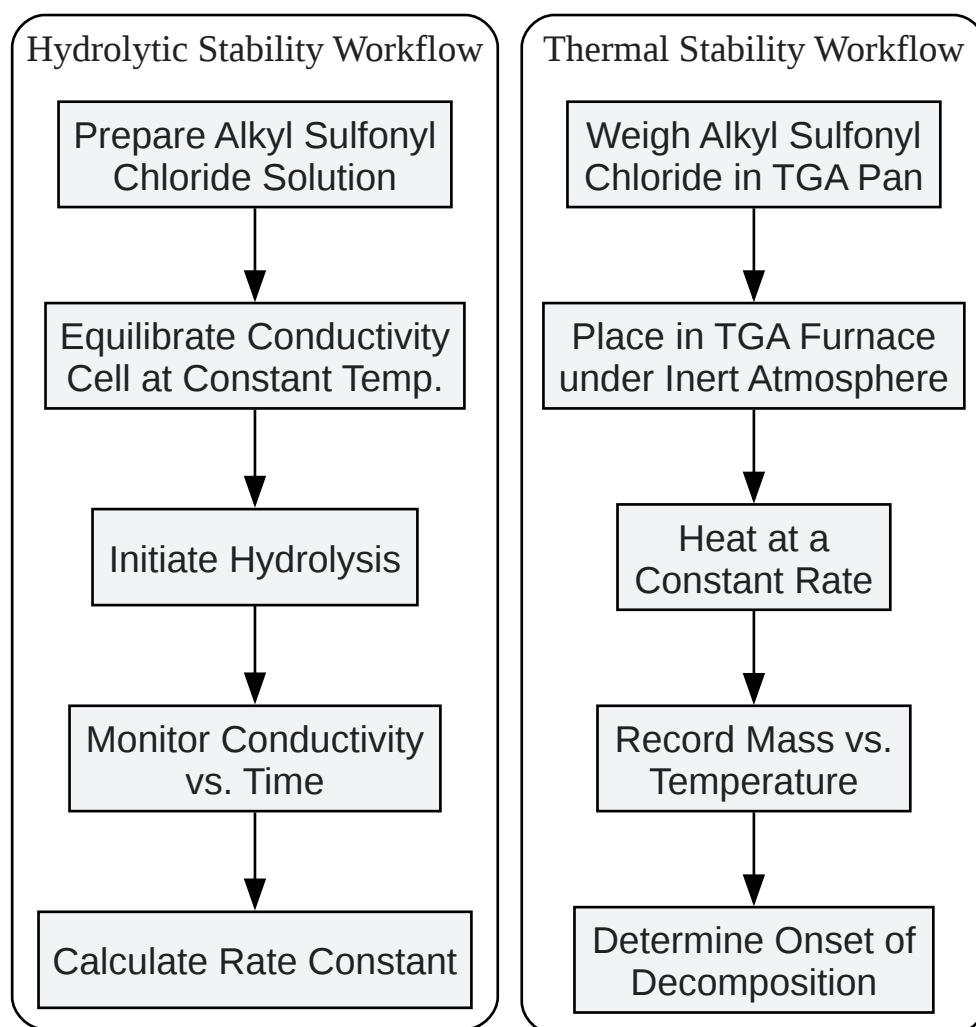 Hydrolytic Stability Workflow
Prepare Alkyl Sulfonyl
Chloride Solution
Equilibrate Conductivity
Cell at Constant Temp.
Initiate Hydrolysis
Monitor Conductivity
vs. Time
Calculate Rate Constant
Thermal Stability Workflow
Weigh Alkyl Sulfonyl
Chloride in TGA Pan
Place in TGA Furnace
under Inert Atmosphere
Heat at a
Constant Rate
Record Mass vs.
Temperature
Determine Onset of
Decomposition